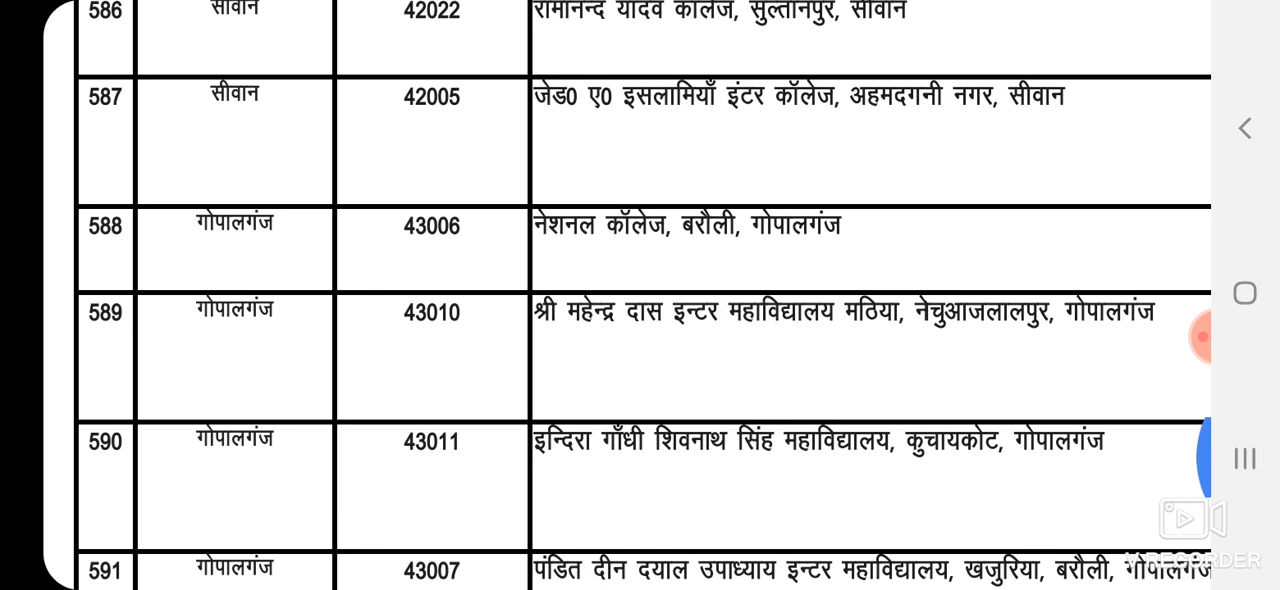 586 सीवान 42022 रामानन्द यादव कॉलेज, सुल्तानपुर, सीवान
587 सीवान 42005 जेड0 ए0 इसलामियाँ इंटर कॉलेज, अहमदगनी नगर, सीवान
588 गोपालगंज 43006 नेशनल कॉलेज, बरौली, गोपालगंज
589 गोपालगंज 43010 श्री महेन्द्र दास इन्टर महाविद्यालय मठिया, नेचुआजलालपुर, गोपालगंज
590 गोपालगंज 43011 इन्दिरा गाँधी शिवनाथ सिंह महाविद्यालय, कुचायकोट, गोपालगंज
591 गोपालगंज 43007 पंडित दीन दयाल उपाध्याय इन्टर महाविद्यालय, खजुरिया, बरौली, गोपालगंज
V RECORDER